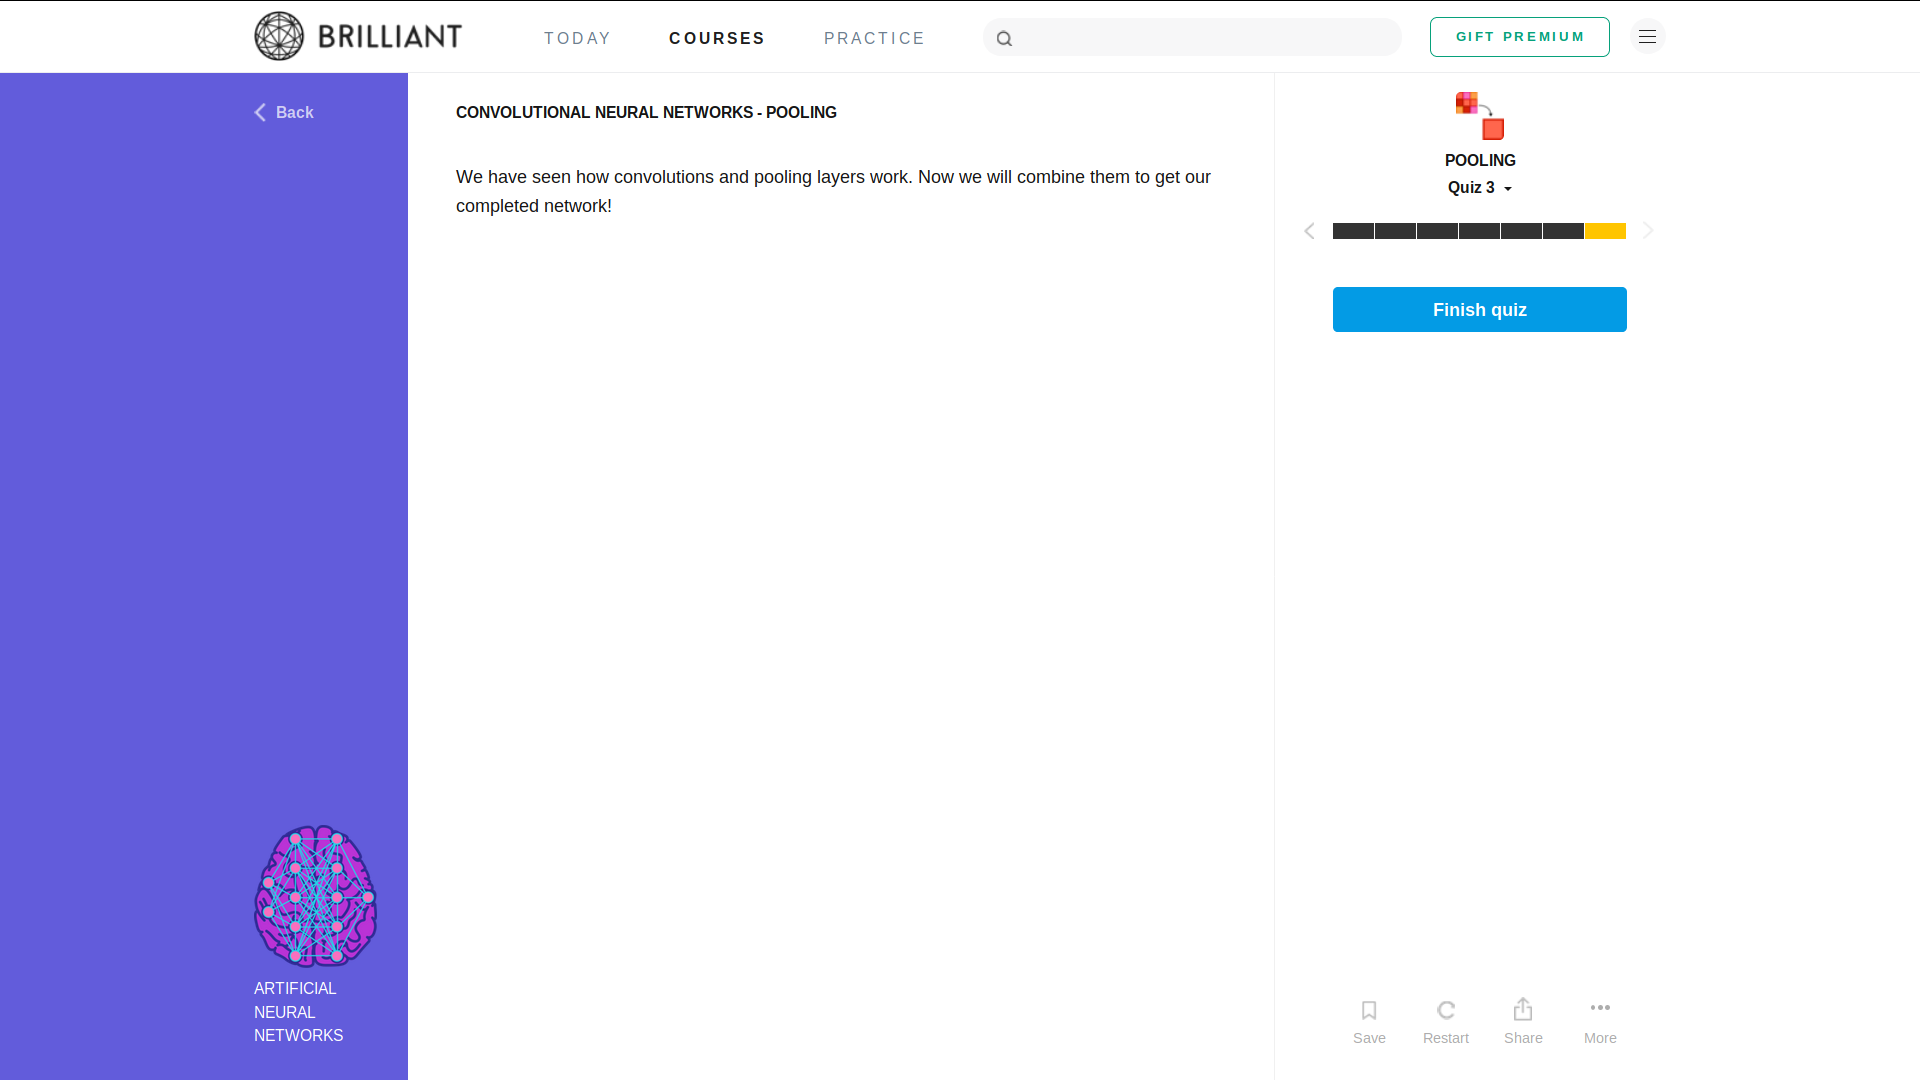 BRILLIANT
TODAY
COURSES
PRACTICE
GIFT PREMIUM
Back
CONVOLUTIONAL NEURAL NETWORKS - POOLING
We have seen how convolutions and pooling layers work. Now we will combine them to get our
completed network!
POOLING
Quiz 3
Finish quiz
ARTIFICIAL
NEURAL
NETWORKS
Save
Restart
Share
More